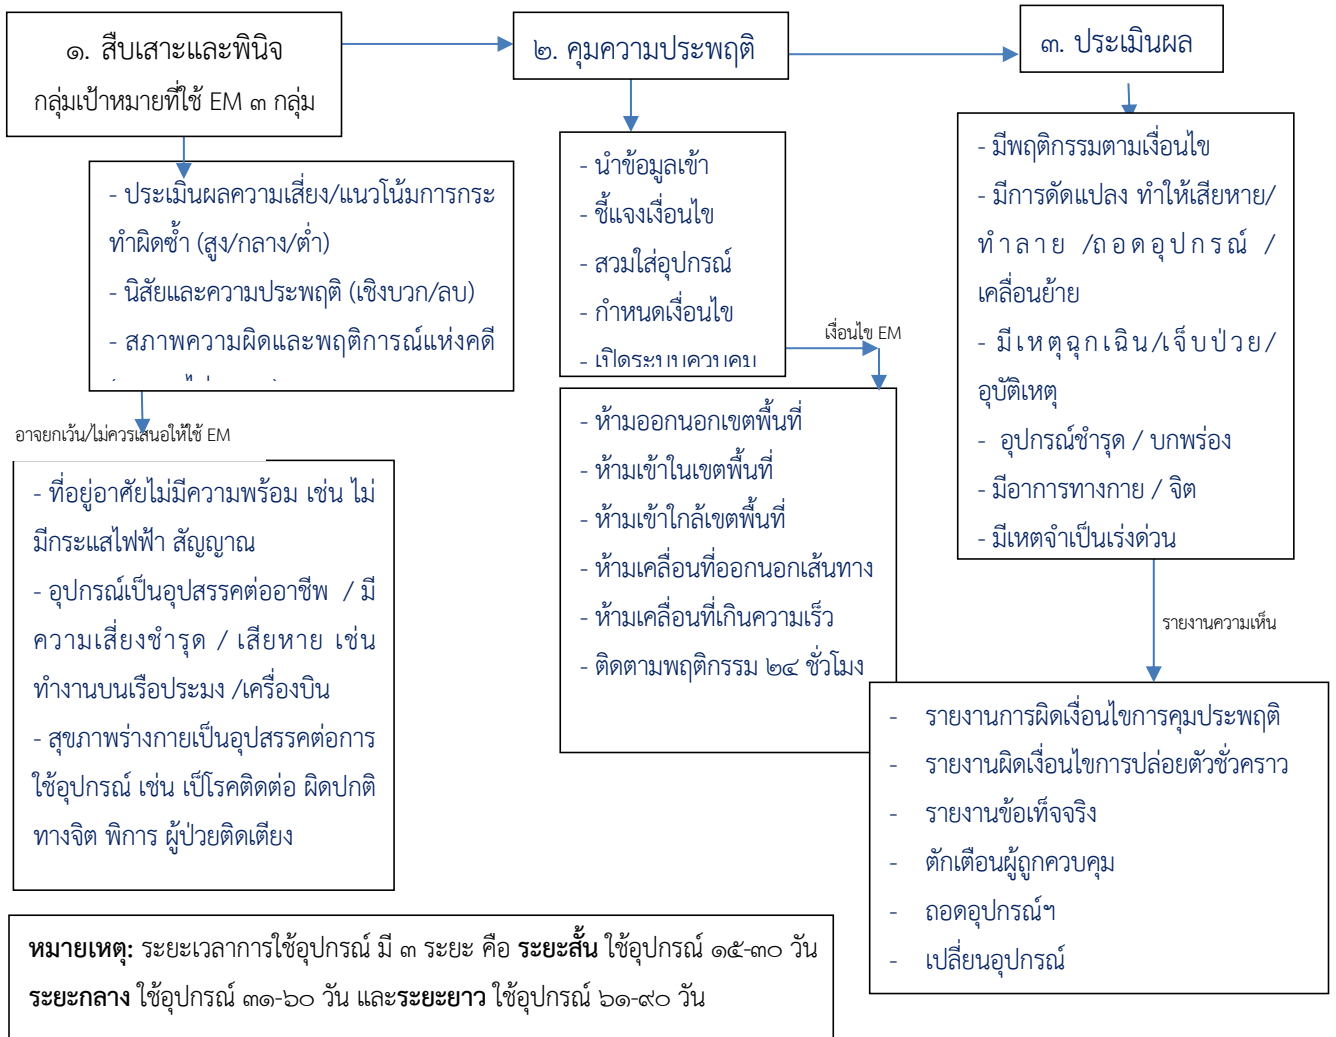 ๑. สืบเสาะและพินิจ
กลุ่มเป้าหมายที่ใช้ EM ๓ กลุ่ม
- ประเมินผลความเสี่ยง/แนวโน้มการกระ
ทำผิดซ้ำ (สูง/กลาง/ต่ำ)
- นิสัยและความประพฤติ (เชิงบวก/ลบ)
- สภาพความผิดและพฤติการณ์แห่งคดี
อาจยกเว้น/ไม่ควรเสนอให้ใช้ EM
- ที่อยู่อาศัยไม่มีความพร้อม เช่น ไม่
มีกระแสไฟฟ้า สัญญาณ
- อุปกรณ์เป็นอุปสรรคต่ออาชีพ / มี
ความเสี่ยงชำรุด / เสียหาย เช่น
ทำงานบนเรือประมง /เครื่องบิน
- สุขภาพร่างกายเป็นอุปสรรคต่อการ
ใช้อุปกรณ์ เช่น เป็โรคติดต่อ ผิดปกติ
ทางจิต พิการ ผู้ป่วยติดเตียง
๒. คุมความประพฤติ
- นำข้อมูลเข้า
- ชี้แจงเงื่อนไข
- สวมใส่อุปกรณ์
- กำหนดเงื่อนไข
- เปิดระบบควบคุม
เงื่อนไข EM
- ห้ามออกนอกเขตพื้นที่
- ห้ามเข้าในเขตพื้นที่
- ห้ามเข้าใกล้เขตพื้นที่
- ห้ามเคลื่อนที่ออกนอกเส้นทาง
- ห้ามเคลื่อนที่เกินความเร็ว
- ติดตามพฤติกรรม ๒๔ ชั่วโมง
๓. ประเมินผล
- มีพฤติกรรมตามเงื่อนไข
- มีการดัดแปลง ทำให้เสียหาย/
ทำลาย /ถอดอุปกรณ์ /
เคลื่อนย้าย
- มีเหตุฉุกเฉิน/เจ็บป่วย/
อุบัติเหตุ
- อุปกรณ์ชำรุด / บกพร่อง
- มีอาการทางกาย / จิต
- มีเหตุจำเป็นเร่งด่วน
รายงานความเห็น
- รายงานการผิดเงื่อนไขการคุมประพฤติ
- รายงานผิดเงื่อนไขการปล่อยตัวชั่วคราว
- รายงานข้อเท็จจริง
- ตักเตือนผู้ถูกควบคุม
- ถอดอุปกรณ์ฯ
- เปลี่ยนอุปกรณ์
หมายเหตุ: ระยะเวลาการใช้อุปกรณ์ มี ๓ ระยะ คือ ระยะสั้น ใช้อุปกรณ์ ๑๕-๓๐ วัน
ระยะกลาง ใช้อุปกรณ์ ๓๑-๖๐ วัน และระยะยาว ใช้อุปกรณ์ ๖๑-๙๐ วัน